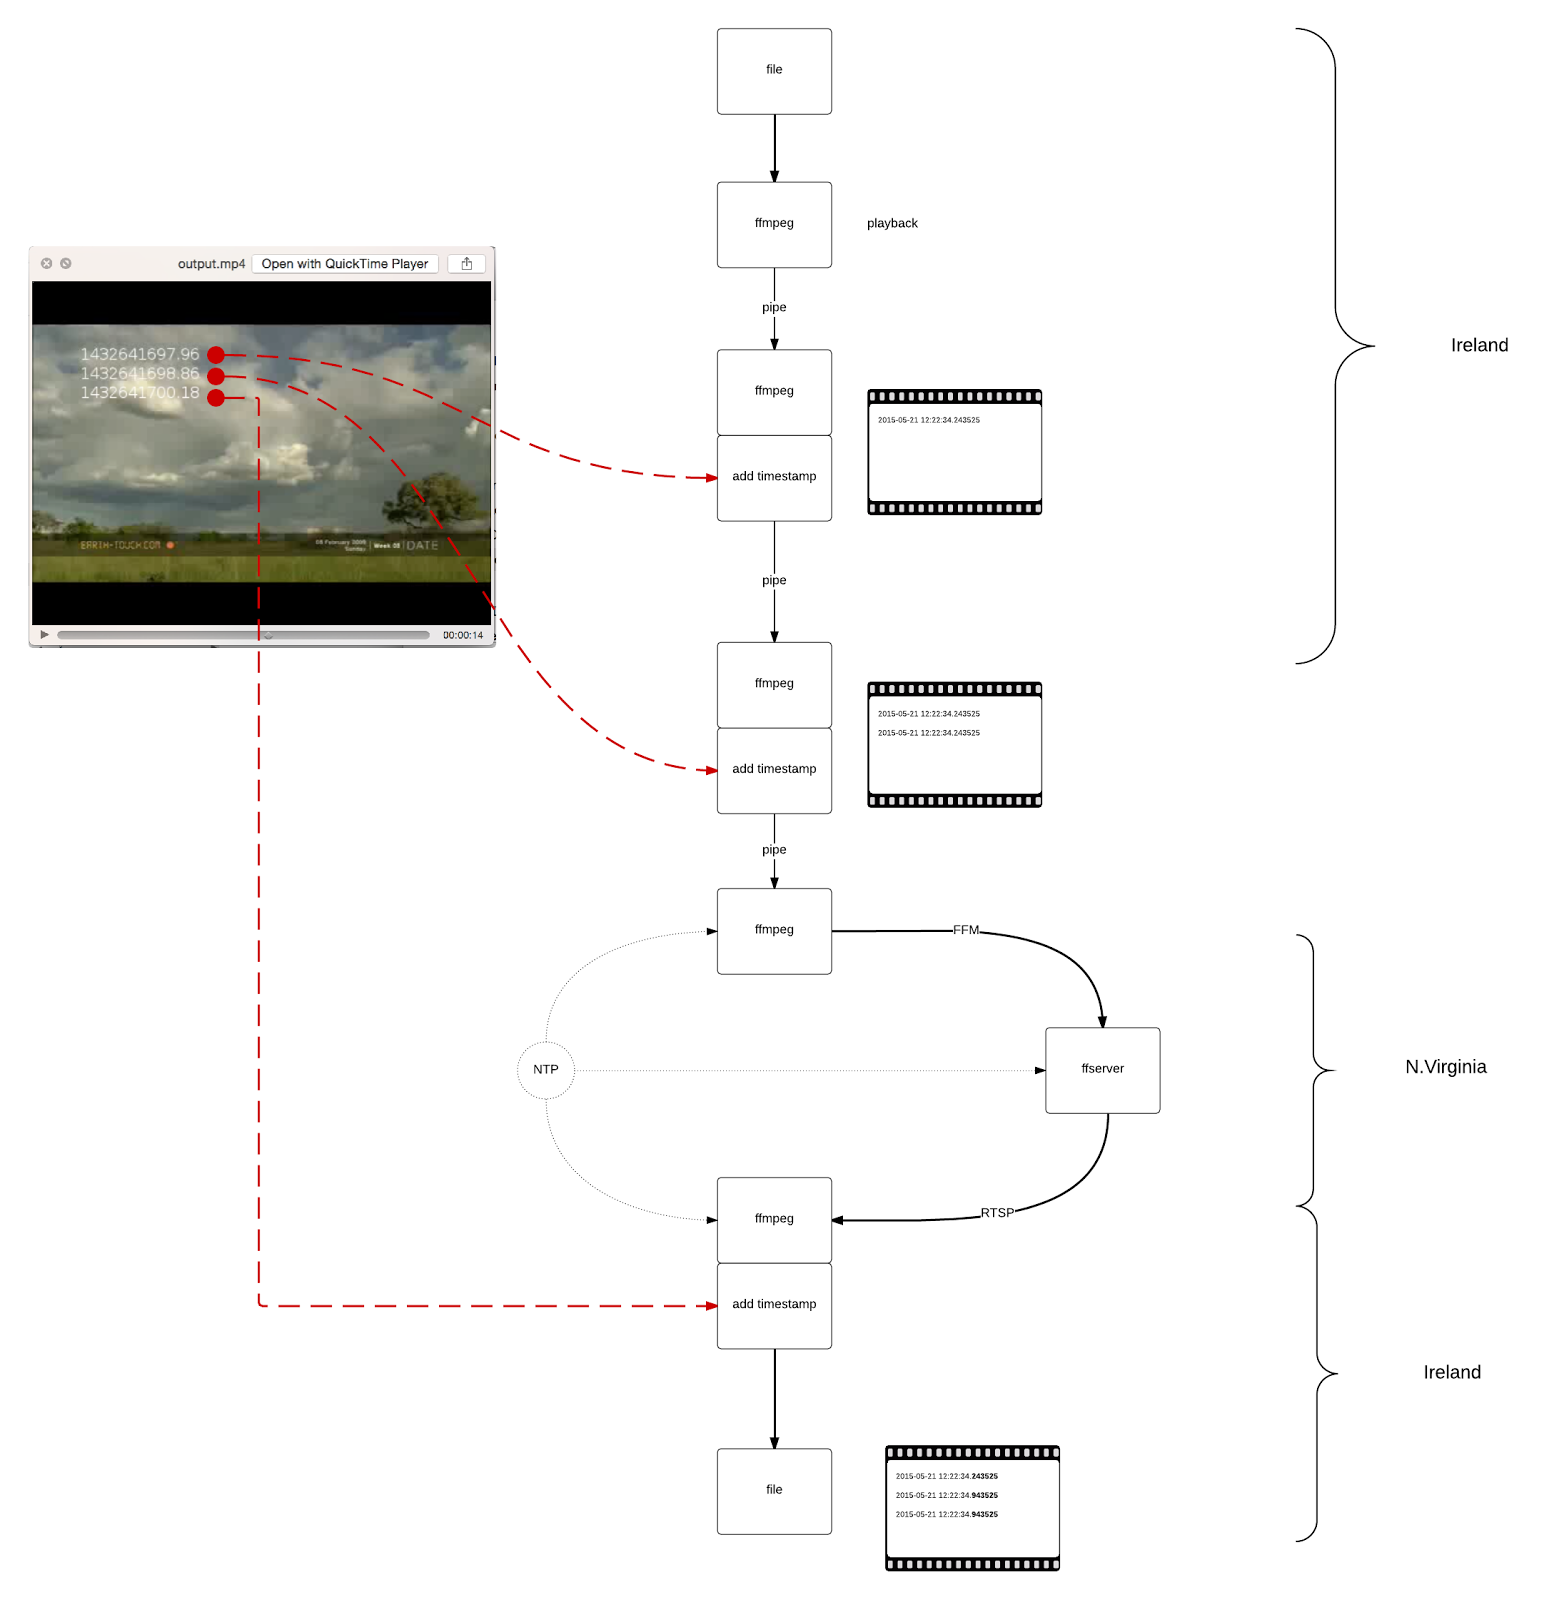 file
ffmpeg
playback
pipe
output.mp4
Open with QuickTime Player
1432641697.96
1432641698.86
1432641700.18
EARTH-TOUCH.COM
08 February 2009
Sunday
Week 08
DATE
00:00:14
Ireland
ffmpeg
add timestamp
2015-05-21 12:22:34.243525
pipe
ffmpeg
add timestamp
2015-05-21 12:22:34.243525
2015-05-21 12:22:34.243525
pipe
ffmpeg
FFM
NTP
ffserver
N.Virginia
RTSP
ffmpeg
add timestamp
Ireland
file
2015-05-21 12:22:34.243525
2015-05-21 12:22:34.943525
2015-05-21 12:22:34.943525